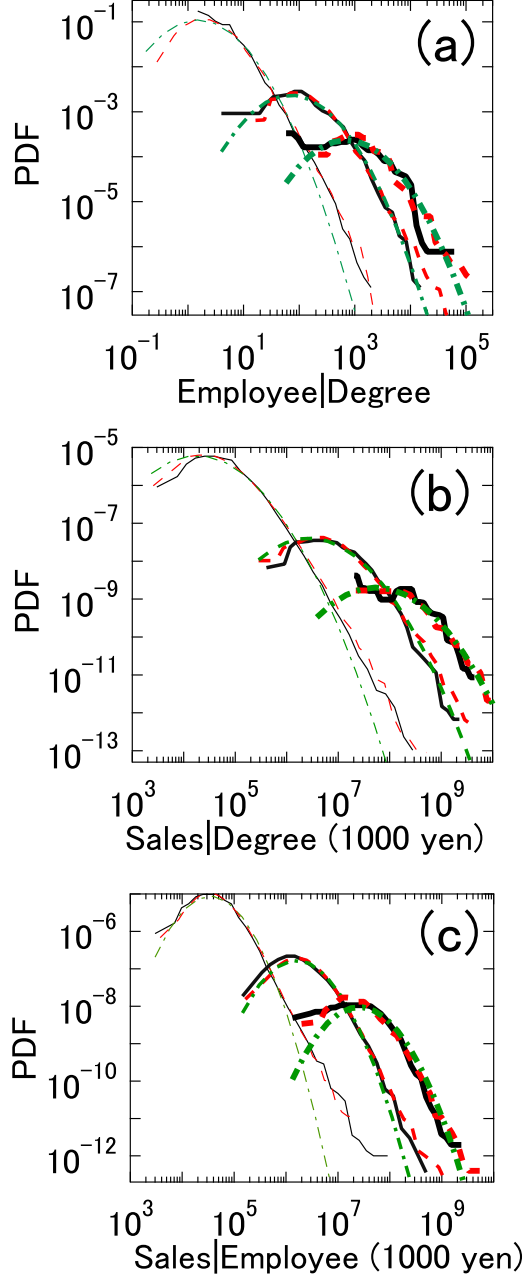 (a)
PDF
10^-1
10^-3
10^-5
10^-7
10^-1 10^1 10^3 10^5
Employee|Degree
(b)
PDF
10^-5
10^-7
10^-9
10^-11
10^-13
10^3 10^5 10^7 10^9
Sales|Degree (1000 yen)
(c)
PDF
10^-6
10^-8
10^-10
10^-12
10^3 10^5 10^7 10^9
Sales|Employee (1000 yen)